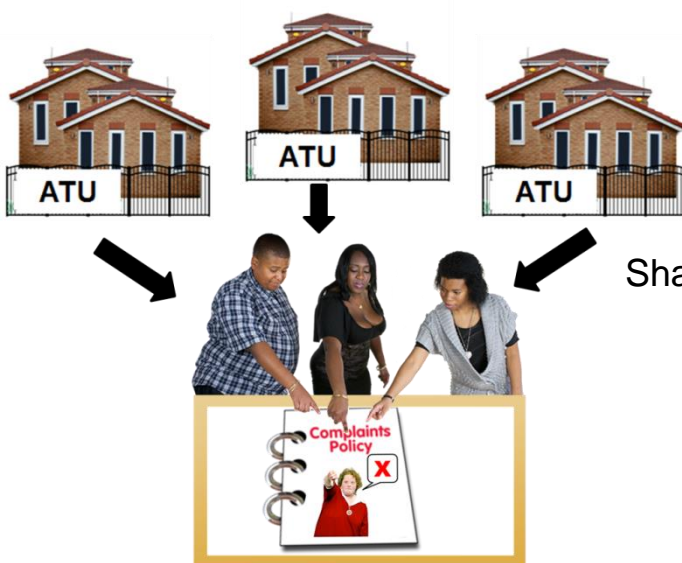 ATU
ATU
ATU
Sha
Complaints
Policy
X